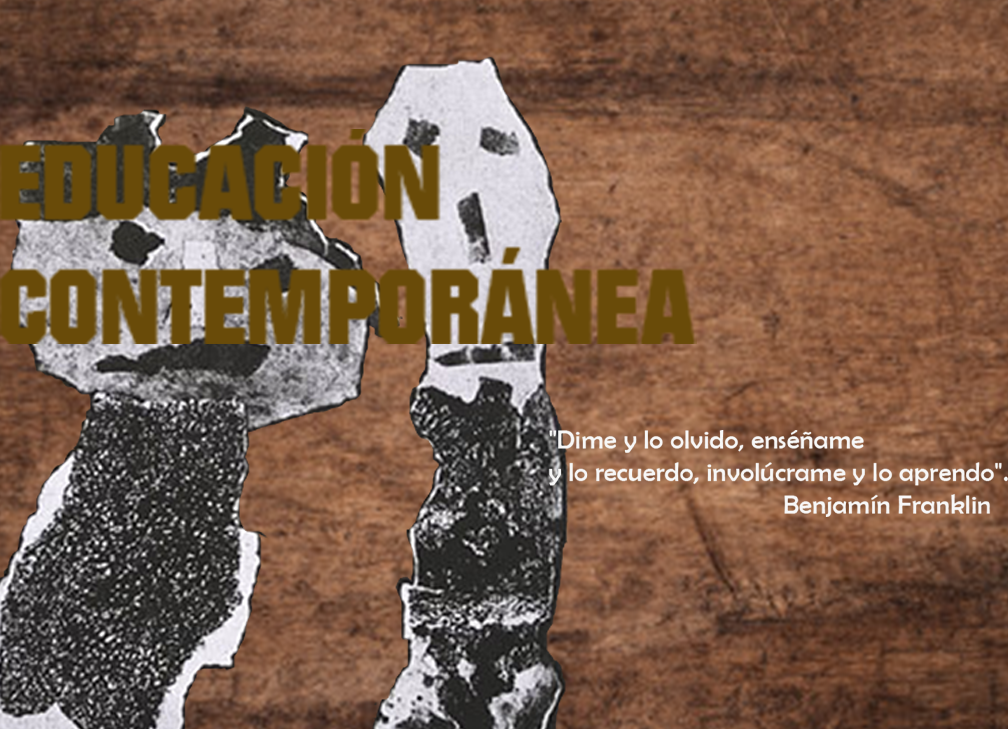 EDUCACIÓN
CONTEMPORÁNEA
"Dime y lo olvido, enséñame
y lo recuerdo, involúcrame y lo aprendo".
Benjamín Franklin